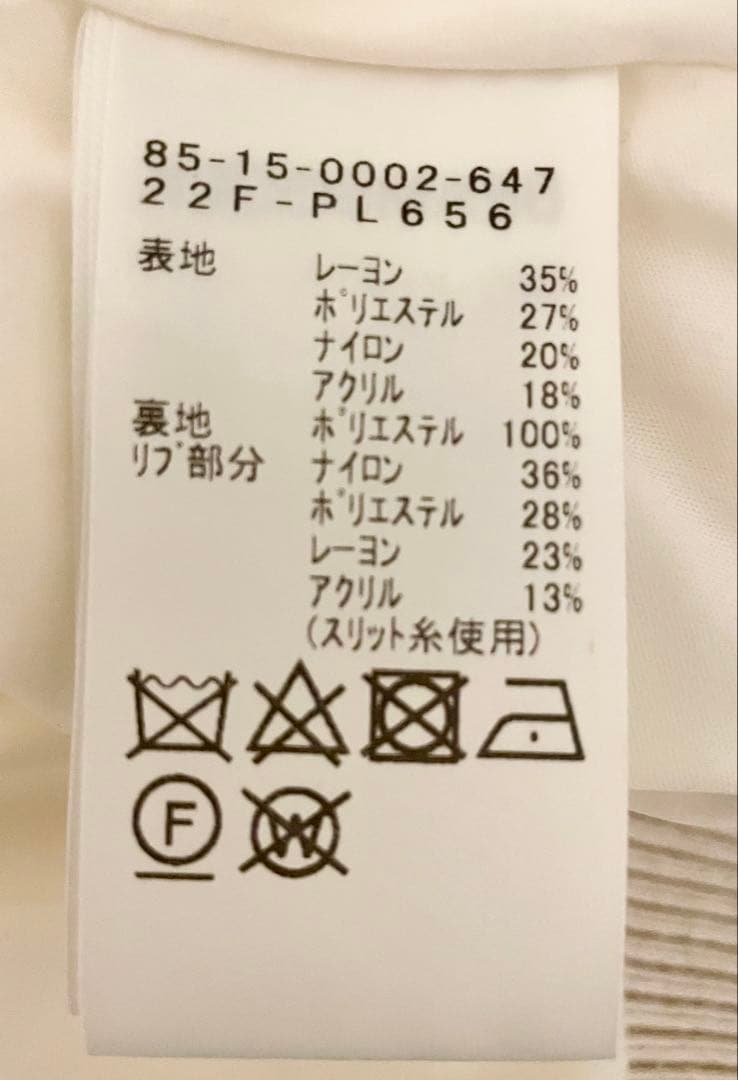 85-15-0002-647
22F-PL656
表地 レーヨン 35%
ポリエステル 27%
ナイロン 20%
アクリル 18%
裏地 ポリエステル 100%
リブ部分 ナイロン 36%
ポリエステル 28%
レーヨン 23%
アクリル 13%
(スリット糸使用)
F W